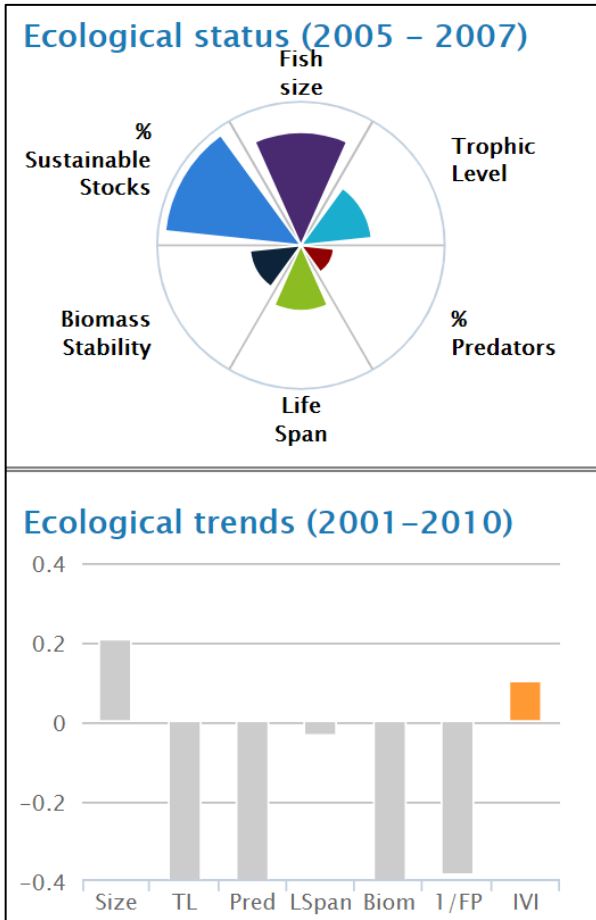 Ecological status (2005 – 2007)
Fish
size
%
Sustainable
Stocks
Trophic
Level
Biomass
Stability
%
Predators
Life
Span
Ecological trends (2001–2010)
0.4
0.2
0
−0.2
−0.4
Size TL Pred LSpan Biom 1/FP IVI